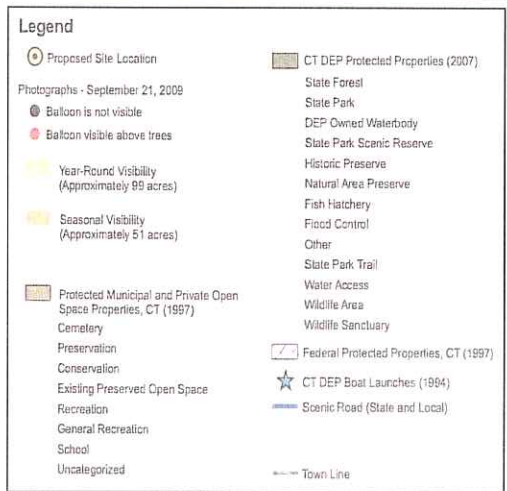 Legend
Proposed Site Location
Photographs - September 21, 2009
Balloon is not visible
Balloon visible above trees
Year-Round Visibility
(Approximately 99 acres)
Seasonal Visibility
(Approximately 51 acres)
Protected Municipal and Private Open
Space Properties, CT (1997)
Cemetery
Preservation
Conservation
Existing Preserved Open Space
Recreation
General Recreation
School
Uncategorized
CT DEP Protected Properties (2007)
State Forest
State Park
DEP Owned Waterbody
State Park Scenic Reserve
Historic Preserve
Natural Area Preserve
Fish Hatchery
Flood Control
Other
State Park Trail
Water Access
Wildlife Area
Wildlife Sanctuary
Federal Protected Properties, CT (1997)
CT DEP Boat Launches (1994)
Scenic Road (State and Local)
Town Line